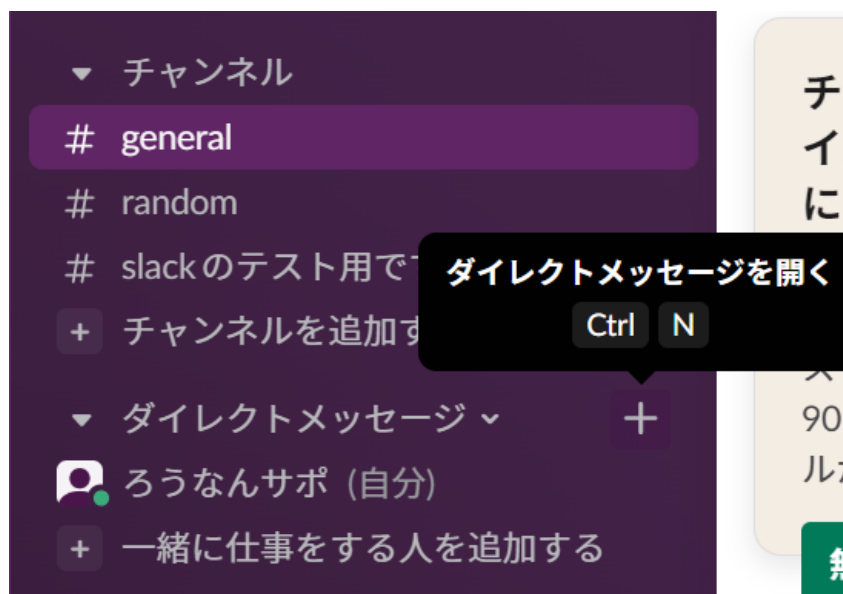 チャンネル
# general
# random
# slackのテスト用で
ダイレクトメッセージを開く
Ctrl N
+ チャンネルを追加
ダイレクトメッセージ
+
ろうなんサポ (自分)
+ 一緒に仕事をする人を追加する
チ
イ
に
90
ル